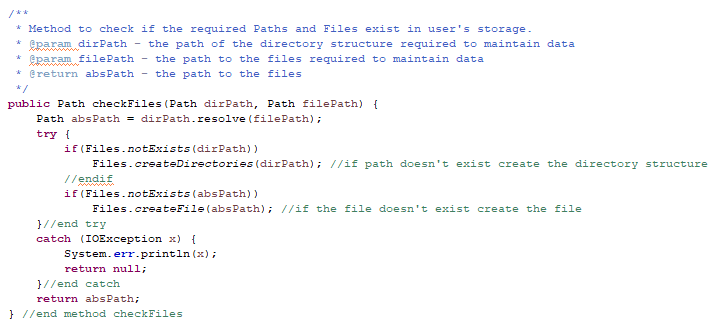 /**
 * Method to check if the required Paths and Files exist in user's storage.
 * @param dirPath - the path of the directory structure required to maintain data
 * @param filePath - the path to the files required to maintain data
 * @return absPath - the path to the files
 */
public Path checkFiles(Path dirPath, Path filePath) {
    Path absPath = dirPath.resolve(filePath);
    try {
        if(Files.notExists(dirPath))
            Files.createDirectories(dirPath); //if path doesn't exist create the directory structure
        //endif
        if(Files.notExists(absPath))
            Files.createFile(absPath); //if the file doesn't exist create the file
    }//end try
    catch (IOException x) {
        System.err.println(x);
        return null;
    }//end catch
    return absPath;
} //end method checkFiles